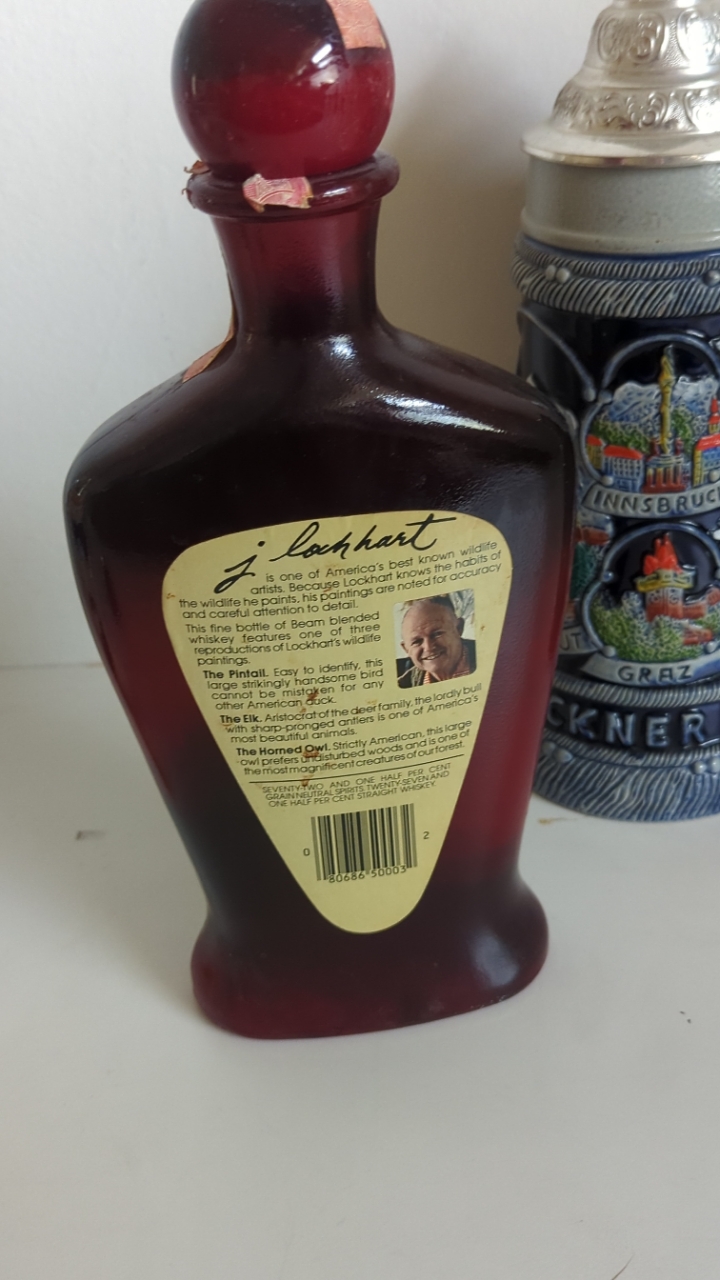 j lockhart
is one of America's best known wildlife
artists. Because Lockhart knows the habits of
the wildlife he paints, his paintings are noted for accuracy
and careful attention to detail.
This fine bottle of Beam blended
whiskey features one of three
reproductions of Lockhart's wildlife
paintings.
The Pintail. Easy to identify, this
large strikingly handsome bird
cannot be mistaken for any
other American duck.
The Elk. Aristocrat of the deer family, the lordly bull
with sharp-pronged antlers is one of America's
most beautiful animals.
The Horned Owl. Strictly American, this large
owl prefers undisturbed woods and is one of
the most magnificent creatures of our forest.
SEVENTY-TWO AND ONE HALF PER CENT
GRAIN NEUTRAL SPIRITS TWENTY-SEVEN AND
ONE HALF PER CENT STRAIGHT WHISKEY.
0 80686 50003 2
INNSBRUCK
GRAZ
CKNER